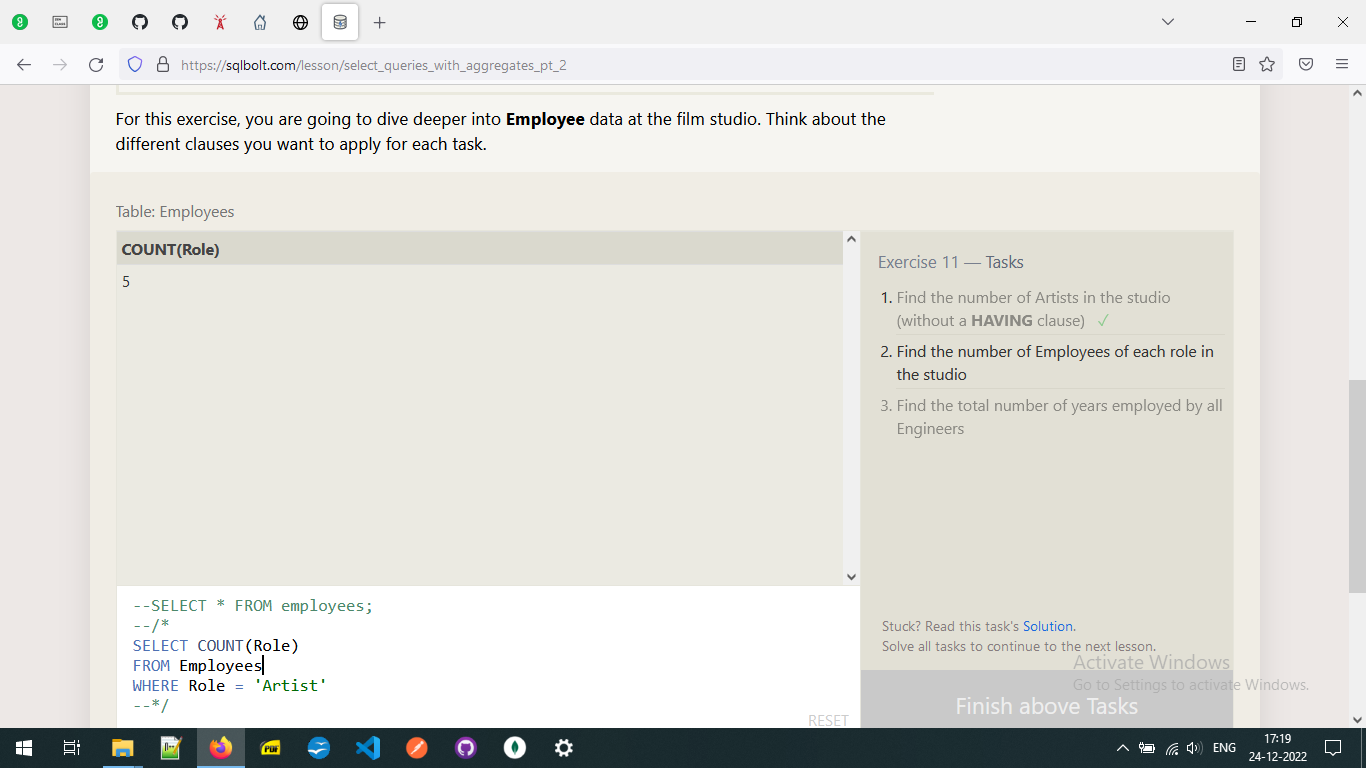 https://sqlbolt.com/lesson/select_queries_with_aggregates_pt_2
For this exercise, you are going to dive deeper into Employee data at the film studio. Think about the
different clauses you want to apply for each task.
Table: Employees
COUNT(Role)
5
Exercise 11 — Tasks
1. Find the number of Artists in the studio
(without a HAVING clause) ✓
2. Find the number of Employees of each role in
the studio
3. Find the total number of years employed by all
Engineers
--SELECT * FROM employees;
--/*
SELECT COUNT(Role)
FROM Employees
WHERE Role = 'Artist'
--*/
RESET
Stuck? Read this task's Solution.
Solve all tasks to continue to the next lesson.
Activate Windows
Go to Settings to activate Windows.
Finish above Tasks
PDF
ENG
17:19
24-12-2022